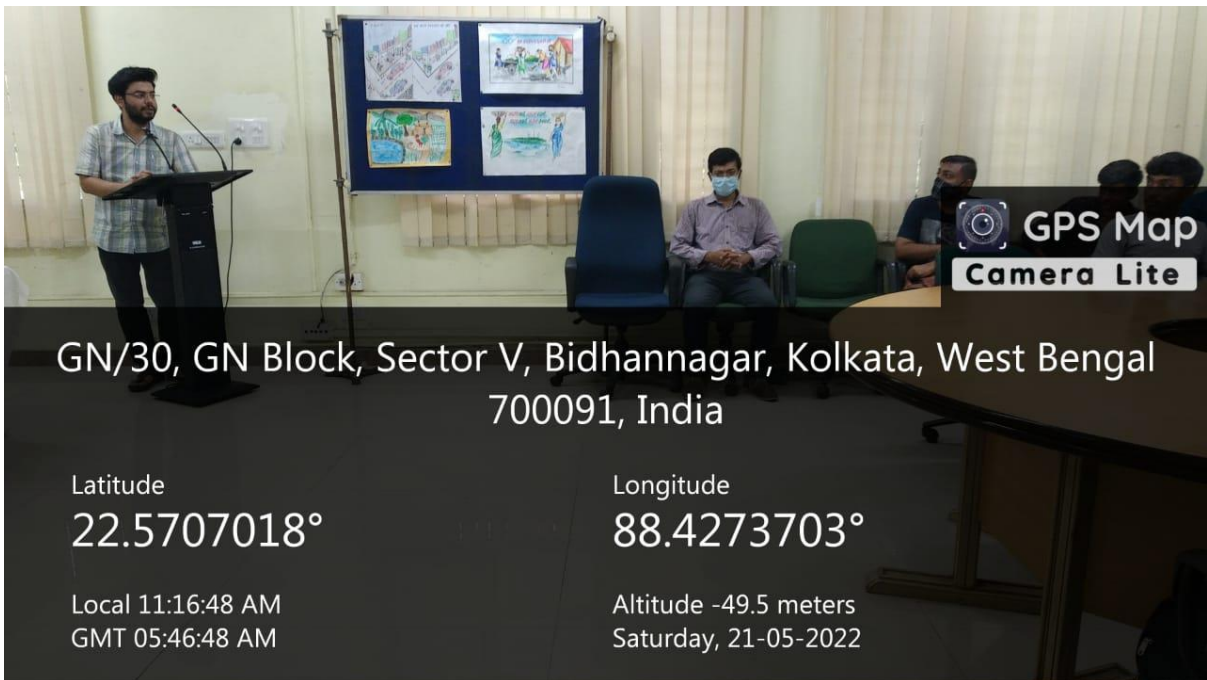 GPS Map
Camera Lite
GN/30, GN Block, Sector V, Bidhannagar, Kolkata, West Bengal
700091, India
Latitude
22.5707018°
Longitude
88.4273703°
Local 11:16:48 AM
GMT 05:46:48 AM
Altitude -49.5 meters
Saturday, 21-05-2022